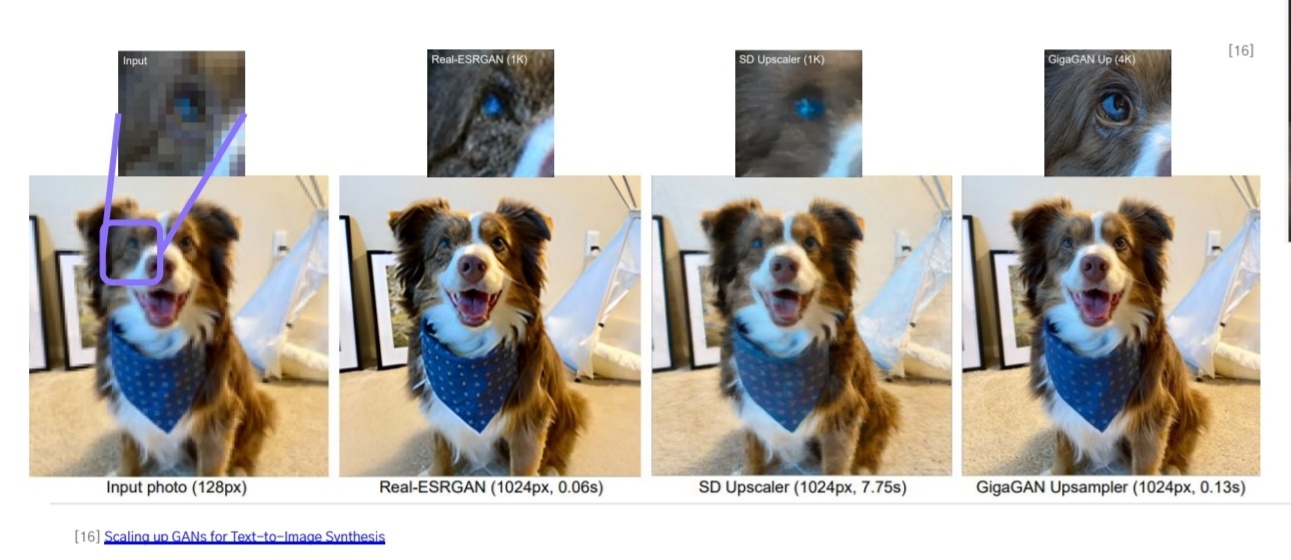 [16]
Input
Real-ESRGAN (1K)
SD Upscaler (1K)
GigaGAN Up (4K)
Input photo (128px)
Real-ESRGAN (1024px, 0.06s)
SD Upscaler (1024px, 7.75s)
GigaGAN Upsampler (1024px, 0.13s)
[16] Scaling up GANs for Text-to-Image Synthesis